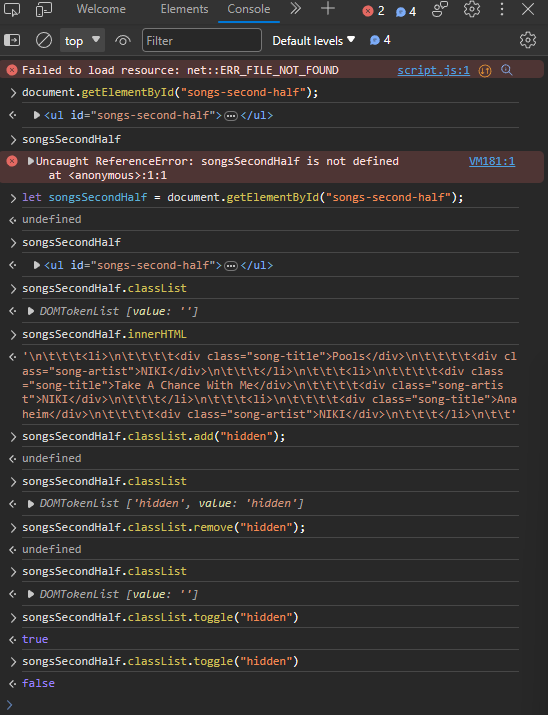 Welcome Elements Console 2 4
top Filter Default levels 4
Failed to load resource: net::ERR_FILE_NOT_FOUND script.js:1
document.getElementById("songs-second-half");
<ul id="songs-second-half">…</ul>
songsSecondHalf
Uncaught ReferenceError: songsSecondHalf is not defined VM181:1
at <anonymous>:1:1
let songsSecondHalf = document.getElementById("songs-second-half");
undefined
songsSecondHalf
<ul id="songs-second-half">…</ul>
songsSecondHalf.classList
DOMTokenList [value: '']
songsSecondHalf.innerHTML
'\n\t\t\t<li>\n\t\t\t\t<div class="song-title">Pools</div>\n\t\t\t\t<div cl
ass="song-artist">NIKI</div>\n\t\t\t</li>\n\t\t\t<li>\n\t\t\t\t<div class
="song-title">Take A Chance With Me</div>\n\t\t\t\t<div class="song-artis
t">NIKI</div>\n\t\t\t</li>\n\t\t\t<li>\n\t\t\t\t<div class="song-title">Ana
heim</div>\n\t\t\t\t<div class="song-artist">NIKI</div>\n\t\t\t</li>\n\t\t'
songsSecondHalf.classList.add("hidden");
undefined
songsSecondHalf.classList
DOMTokenList ['hidden', value: 'hidden']
songsSecondHalf.classList.remove("hidden");
undefined
songsSecondHalf.classList
DOMTokenList [value: '']
songsSecondHalf.classList.toggle("hidden")
true
songsSecondHalf.classList.toggle("hidden")
false